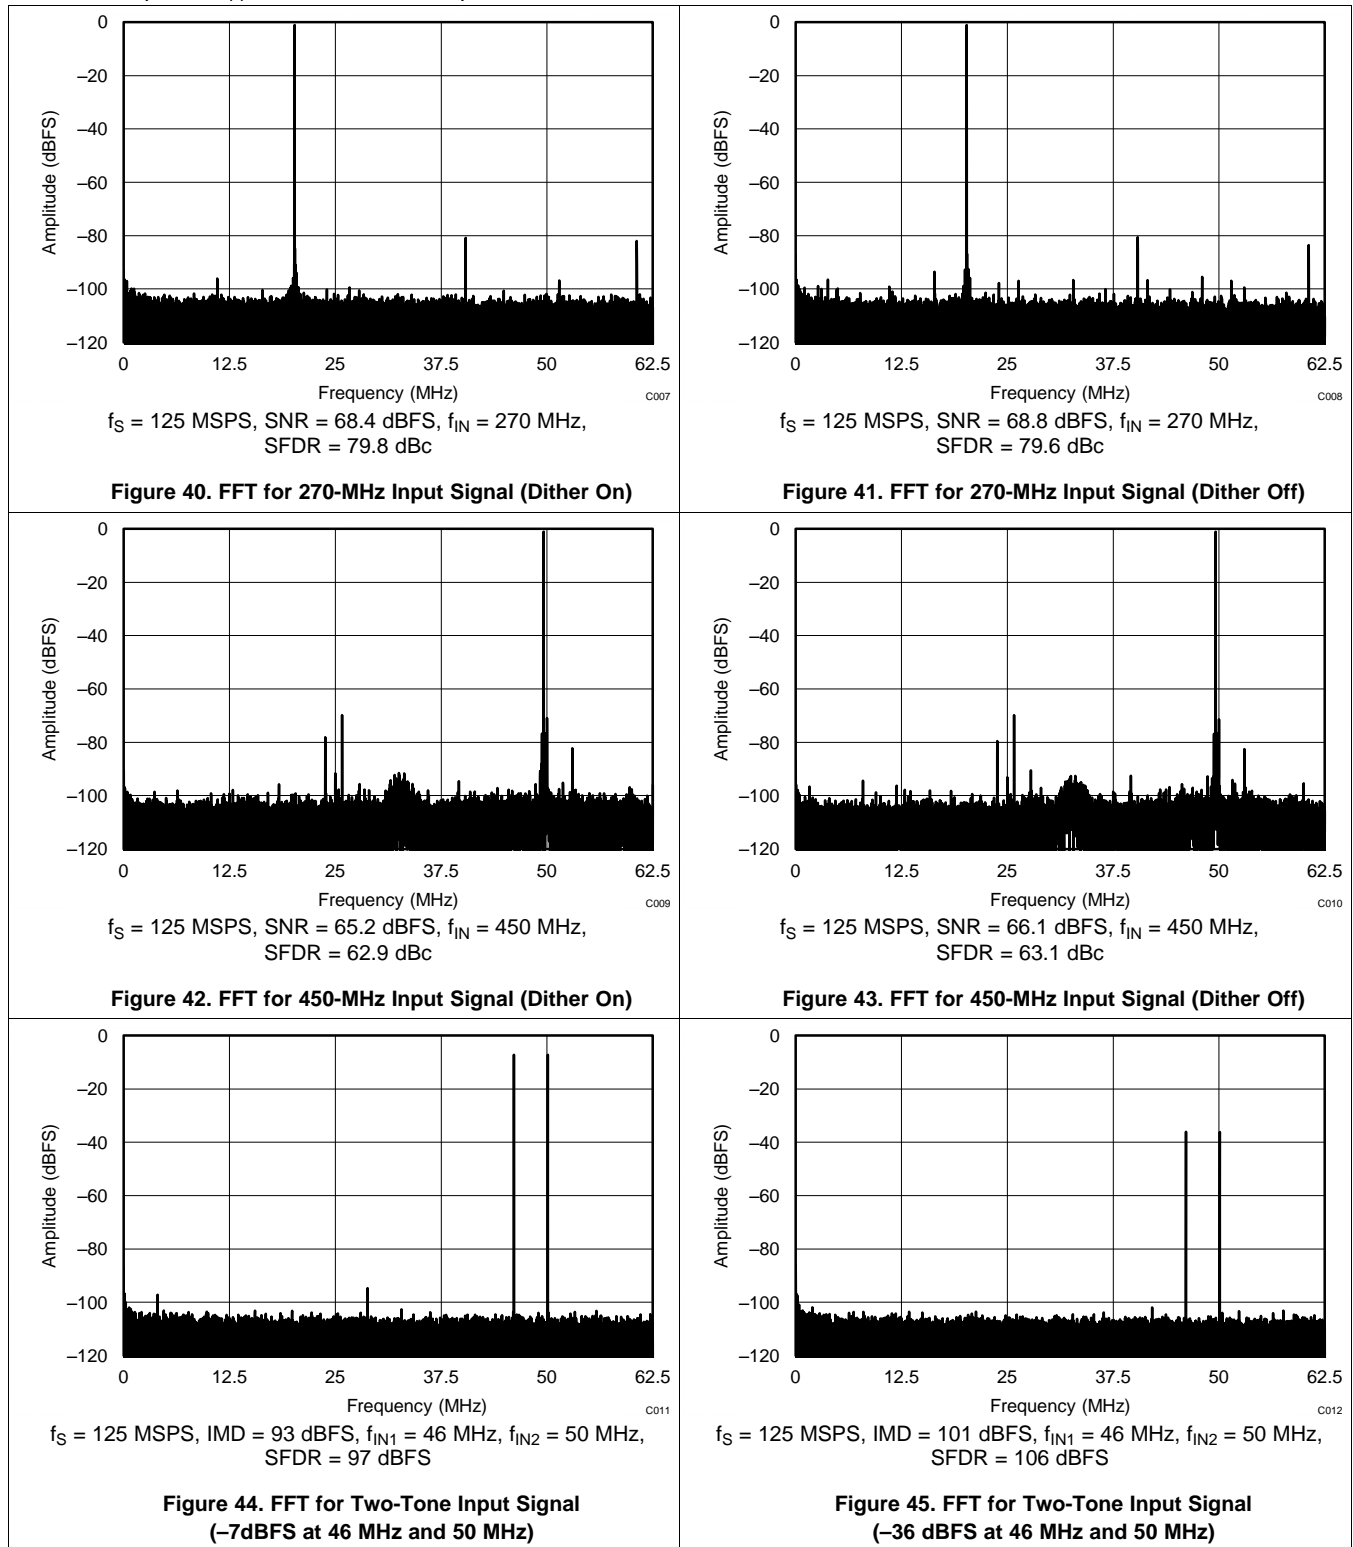 0
–20
–40
–60
–80
–100
–120
0
12.5
25
37.5
50
62.5
Amplitude (dBFS)
Frequency (MHz)
C007
fS = 125 MSPS, SNR = 68.4 dBFS, fIN = 270 MHz,
SFDR = 79.8 dBc
Figure 40. FFT for 270-MHz Input Signal (Dither On)
0
–20
–40
–60
–80
–100
–120
0
12.5
25
37.5
50
62.5
Amplitude (dBFS)
Frequency (MHz)
C008
fS = 125 MSPS, SNR = 68.8 dBFS, fIN = 270 MHz,
SFDR = 79.6 dBc
Figure 41. FFT for 270-MHz Input Signal (Dither Off)
0
–20
–40
–60
–80
–100
–120
0
12.5
25
37.5
50
62.5
Amplitude (dBFS)
Frequency (MHz)
C009
fS = 125 MSPS, SNR = 65.2 dBFS, fIN = 450 MHz,
SFDR = 62.9 dBc
Figure 42. FFT for 450-MHz Input Signal (Dither On)
0
–20
–40
–60
–80
–100
–120
0
12.5
25
37.5
50
62.5
Amplitude (dBFS)
Frequency (MHz)
C010
fS = 125 MSPS, SNR = 66.1 dBFS, fIN = 450 MHz,
SFDR = 63.1 dBc
Figure 43. FFT for 450-MHz Input Signal (Dither Off)
0
–20
–40
–60
–80
–100
–120
0
12.5
25
37.5
50
62.5
Amplitude (dBFS)
Frequency (MHz)
C011
fS = 125 MSPS, IMD = 93 dBFS, fIN1 = 46 MHz, fIN2 = 50 MHz,
SFDR = 97 dBFS
Figure 44. FFT for Two-Tone Input Signal
(–7dBFS at 46 MHz and 50 MHz)
0
–20
–40
–60
–80
–100
–120
0
12.5
25
37.5
50
62.5
Amplitude (dBFS)
Frequency (MHz)
C012
fS = 125 MSPS, IMD = 101 dBFS, fIN1 = 46 MHz, fIN2 = 50 MHz,
SFDR = 106 dBFS
Figure 45. FFT for Two-Tone Input Signal
(–36 dBFS at 46 MHz and 50 MHz)